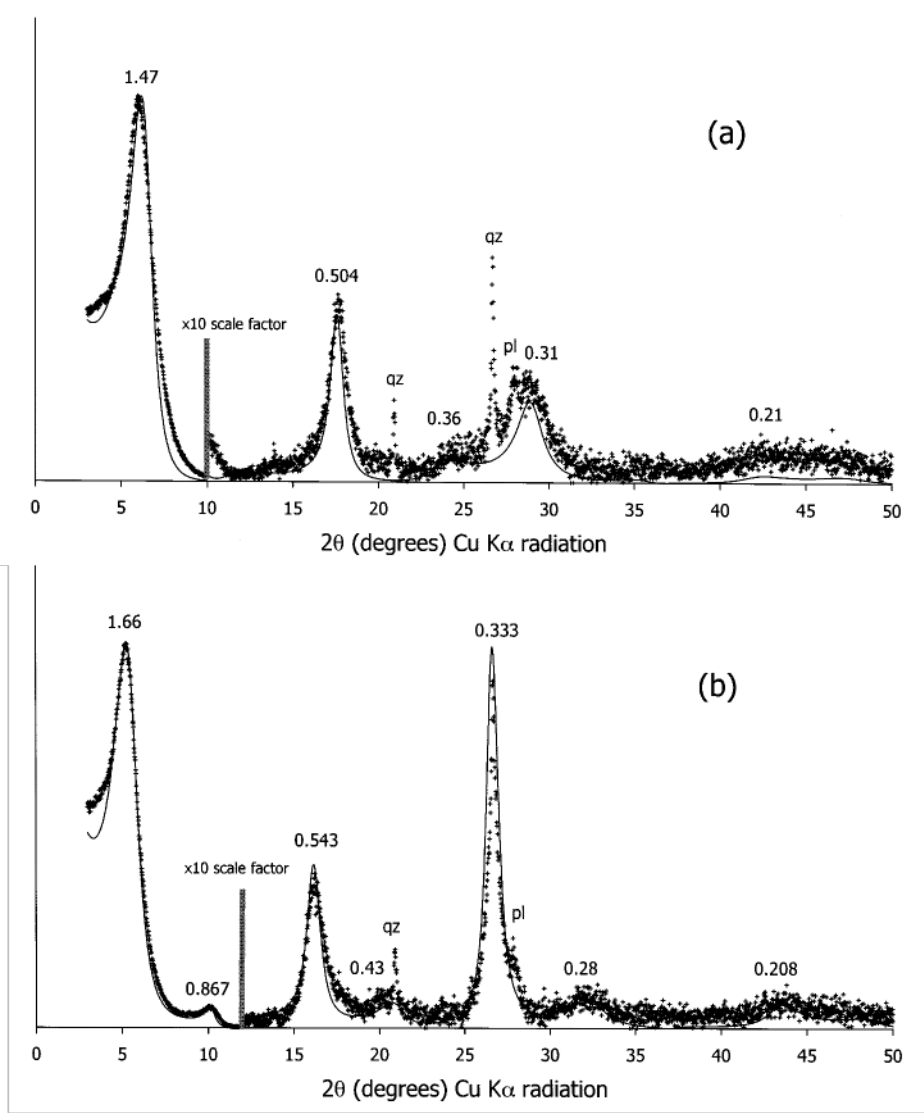 1.47
(a)
qz
0.504
x10 scale factor
pl
0.31
qz
0.36
0.21
0 5 10 15 20 25 30 35 40 45 50
2θ (degrees) Cu Kα radiation
1.66
0.333
(b)
0.543
x10 scale factor
pl
qz
0.43
0.28
0.208
0.867
0 5 10 15 20 25 30 35 40 45 50
2θ (degrees) Cu Kα radiation